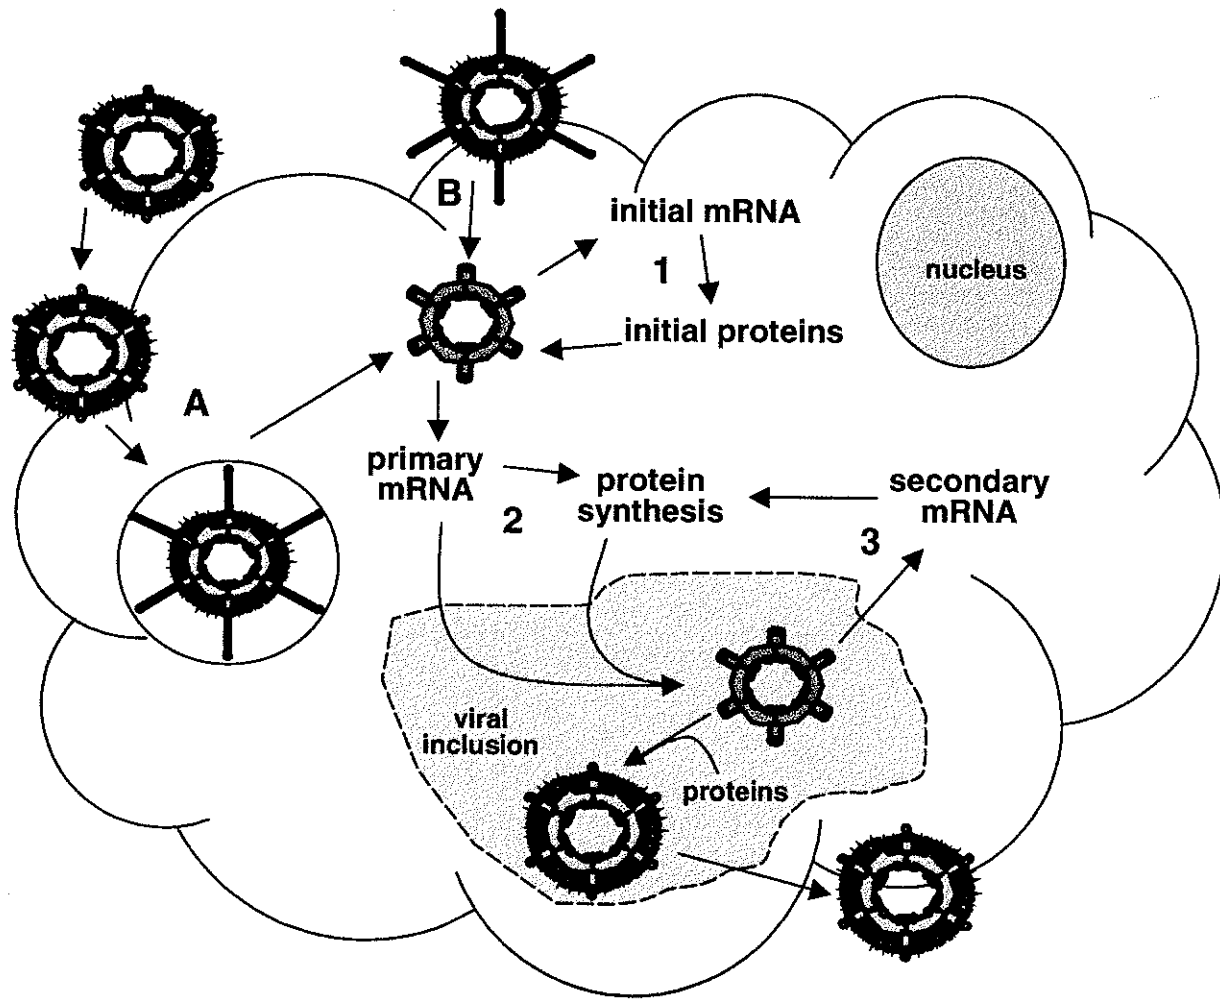 B
initial mRNA
1
nucleus
initial proteins
A
primary
mRNA
2
protein
synthesis
secondary
mRNA
3
viral
inclusion
proteins